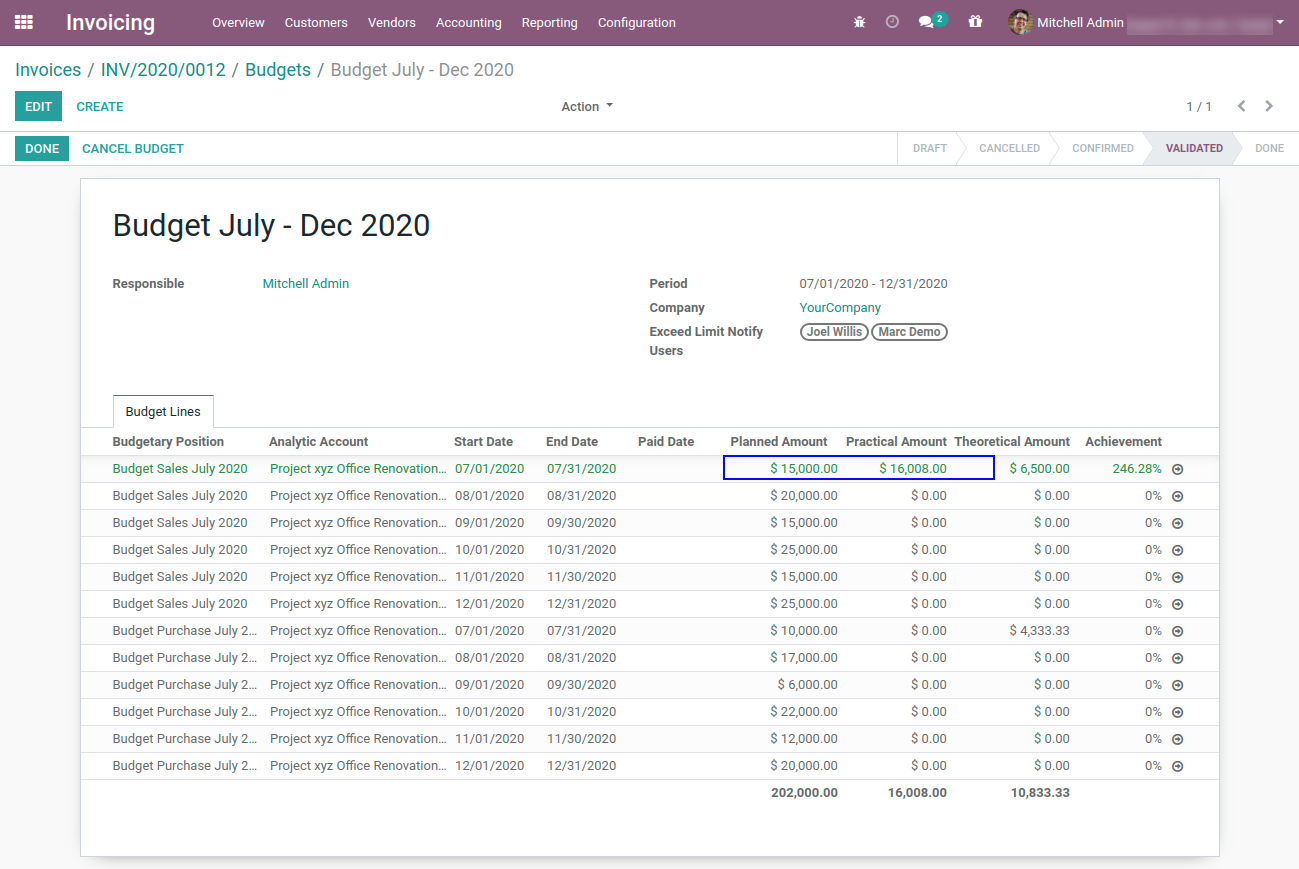 Invoicing Overview Customers Vendors Accounting Reporting Configuration 2 Mitchell Admin
Invoices / INV/2020/0012 / Budgets / Budget July - Dec 2020
EDIT CREATE Action 1 / 1
DONE CANCEL BUDGET DRAFT CANCELLED CONFIRMED VALIDATED DONE
Budget July - Dec 2020
Responsible Mitchell Admin Period 07/01/2020 - 12/31/2020
Company YourCompany
Exceed Limit Notify Joel Willis Marc Demo
Users
Budget Lines
Budgetary Position Analytic Account Start Date End Date Paid Date Planned Amount Practical Amount Theoretical Amount Achievement
Budget Sales July 2020 Project xyz Office Renovation... 07/01/2020 07/31/2020 $ 15,000.00 $ 16,008.00 $ 6,500.00 246.28%
Budget Sales July 2020 Project xyz Office Renovation... 08/01/2020 08/31/2020 $ 20,000.00 $ 0.00 $ 0.00 0%
Budget Sales July 2020 Project xyz Office Renovation... 09/01/2020 09/30/2020 $ 15,000.00 $ 0.00 $ 0.00 0%
Budget Sales July 2020 Project xyz Office Renovation... 10/01/2020 10/31/2020 $ 25,000.00 $ 0.00 $ 0.00 0%
Budget Sales July 2020 Project xyz Office Renovation... 11/01/2020 11/30/2020 $ 15,000.00 $ 0.00 $ 0.00 0%
Budget Sales July 2020 Project xyz Office Renovation... 12/01/2020 12/31/2020 $ 25,000.00 $ 0.00 $ 0.00 0%
Budget Purchase July 2... Project xyz Office Renovation... 07/01/2020 07/31/2020 $ 10,000.00 $ 0.00 $ 4,333.33 0%
Budget Purchase July 2... Project xyz Office Renovation... 08/01/2020 08/31/2020 $ 17,000.00 $ 0.00 $ 0.00 0%
Budget Purchase July 2... Project xyz Office Renovation... 09/01/2020 09/30/2020 $ 6,000.00 $ 0.00 $ 0.00 0%
Budget Purchase July 2... Project xyz Office Renovation... 10/01/2020 10/31/2020 $ 22,000.00 $ 0.00 $ 0.00 0%
Budget Purchase July 2... Project xyz Office Renovation... 11/01/2020 11/30/2020 $ 12,000.00 $ 0.00 $ 0.00 0%
Budget Purchase July 2... Project xyz Office Renovation... 12/01/2020 12/31/2020 $ 20,000.00 $ 0.00 $ 0.00 0%
202,000.00 16,008.00 10,833.33